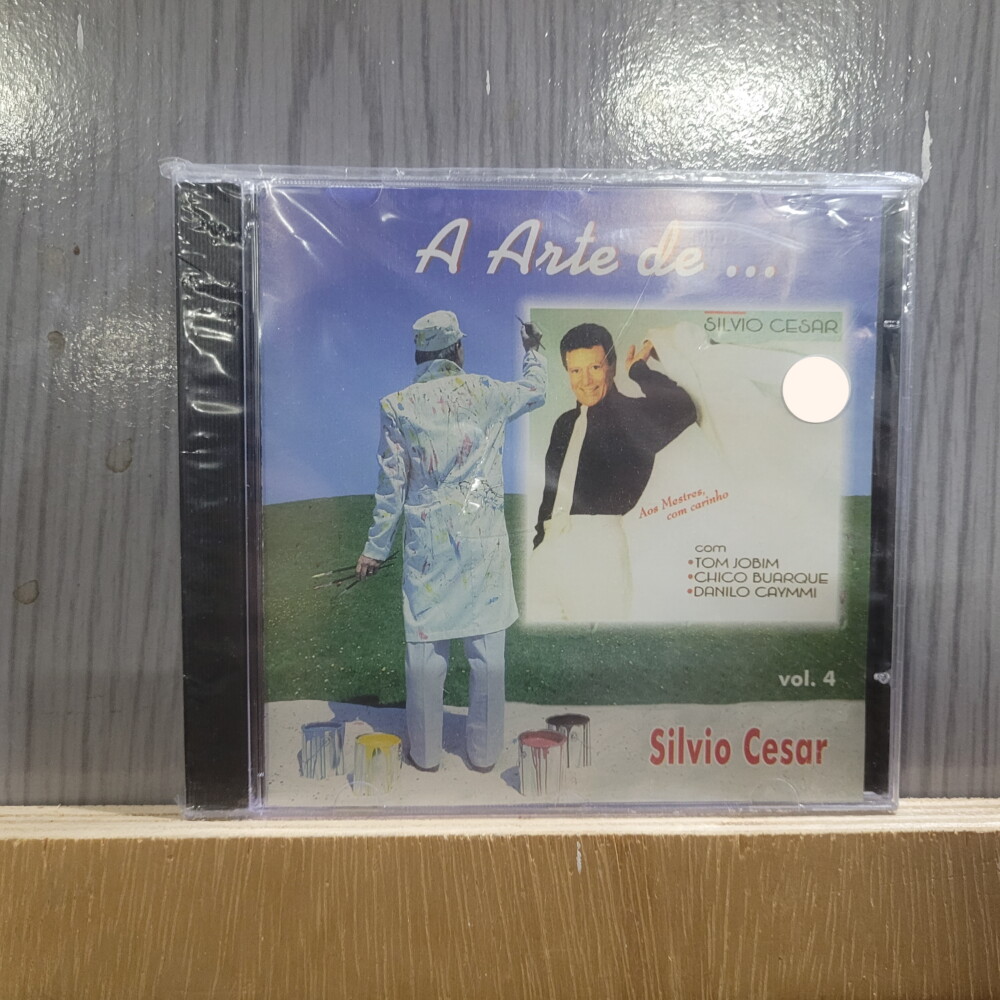 A Arte de ...
SILVIO CESAR
Aos Mestres,
com carinho
com
•TOM JOBIM
•CHICO BUARQUE
•DANILO CAYMMI
vol. 4
Silvio Cesar